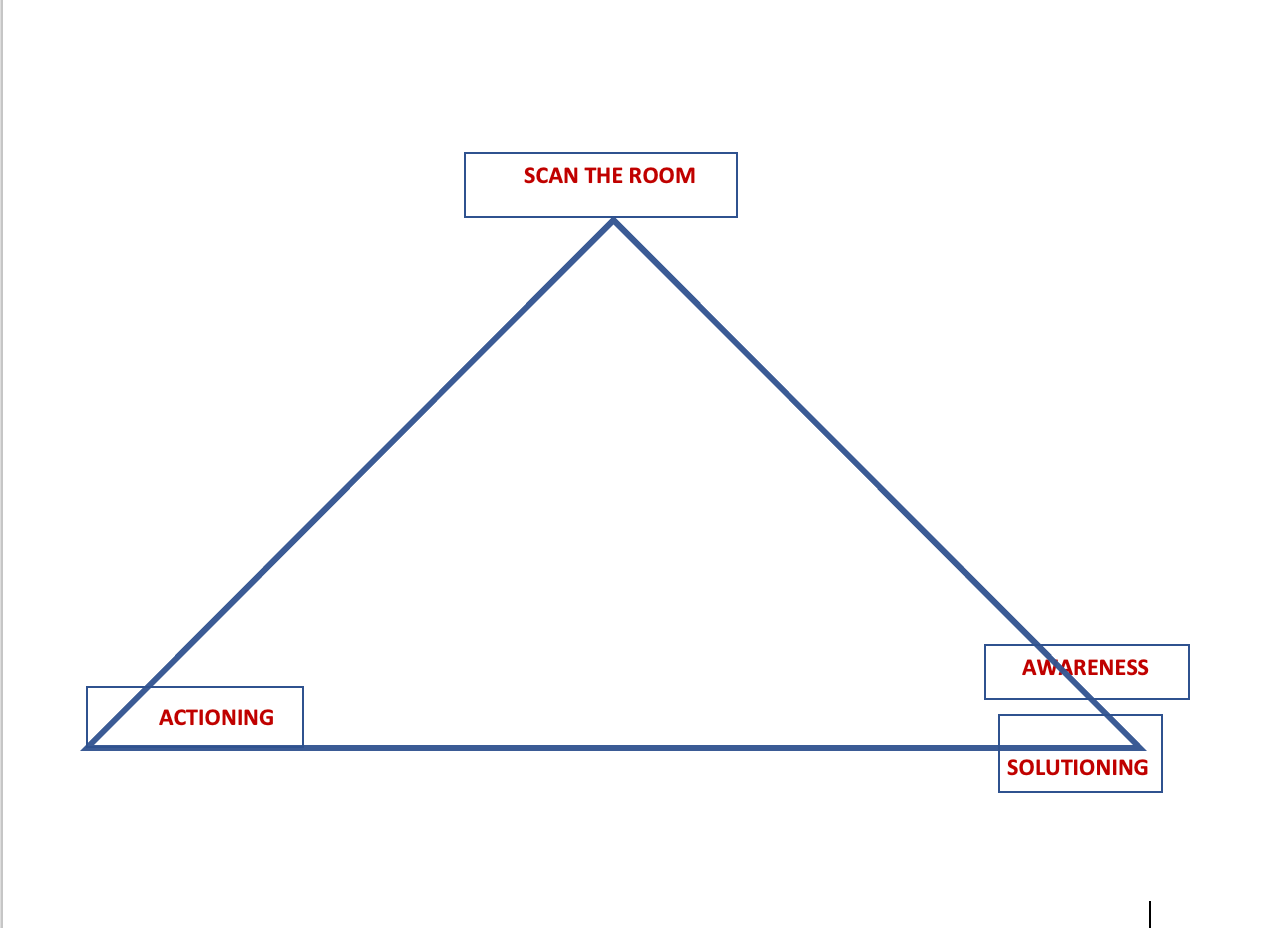 SCAN THE ROOM
AWARENESS
ACTIONING
SOLUTIONING